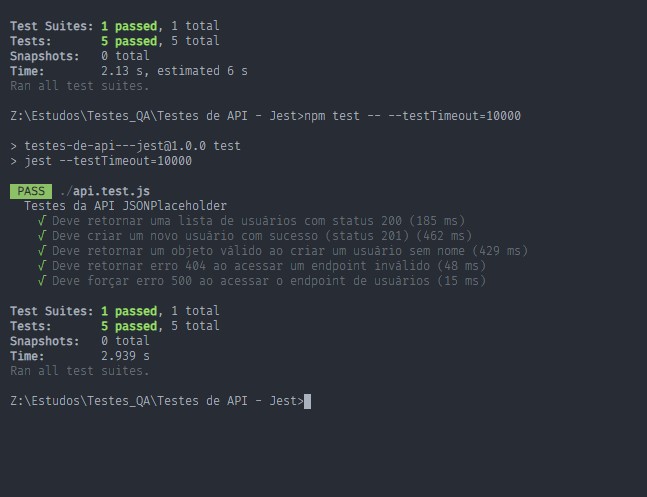 Test Suites: 1 passed, 1 total
Tests:       5 passed, 5 total
Snapshots:   0 total
Time:        2.13 s, estimated 6 s
Ran all test suites.
Z:\Estudos\Testes_QA\Testes de API - Jest>npm test -- --testTimeout=10000
> testes-de-api---jest@1.0.0 test
> jest --testTimeout=10000
PASS ./api.test.js
Testes da API JSONPlaceholder
√ Deve retornar uma lista de usuários com status 200 (185 ms)
√ Deve criar um novo usuário com sucesso (status 201) (462 ms)
√ Deve retornar um objeto válido ao criar um usuário sem nome (429 ms)
√ Deve retornar erro 404 ao acessar um endpoint inválido (48 ms)
√ Deve forçar erro 500 ao acessar o endpoint de usuários (15 ms)
Test Suites: 1 passed, 1 total
Tests:       5 passed, 5 total
Snapshots:   0 total
Time:        2.939 s
Ran all test suites.
Z:\Estudos\Testes_QA\Testes de API - Jest>